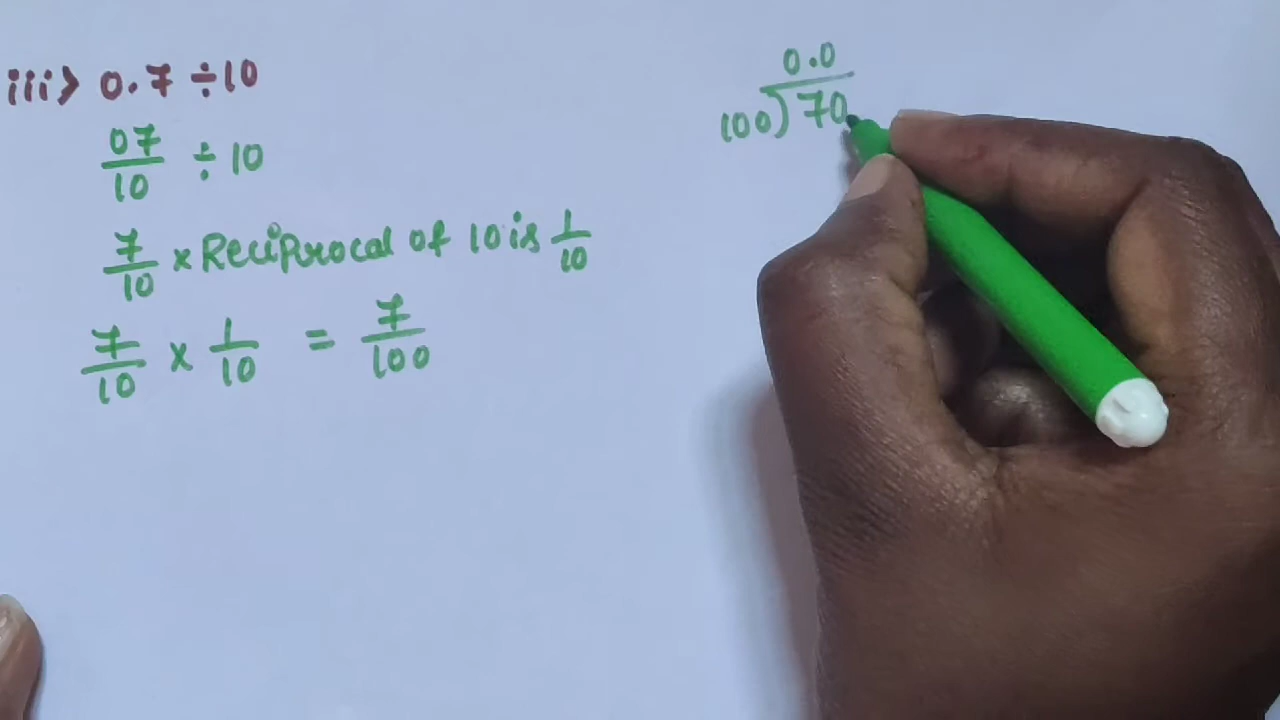 iii> 0.7 ÷10
07/10 ÷ 10
7/10 × Reciprocal of 10 is 1/10
7/10 × 1/10 = 7/100
0.0
100)70